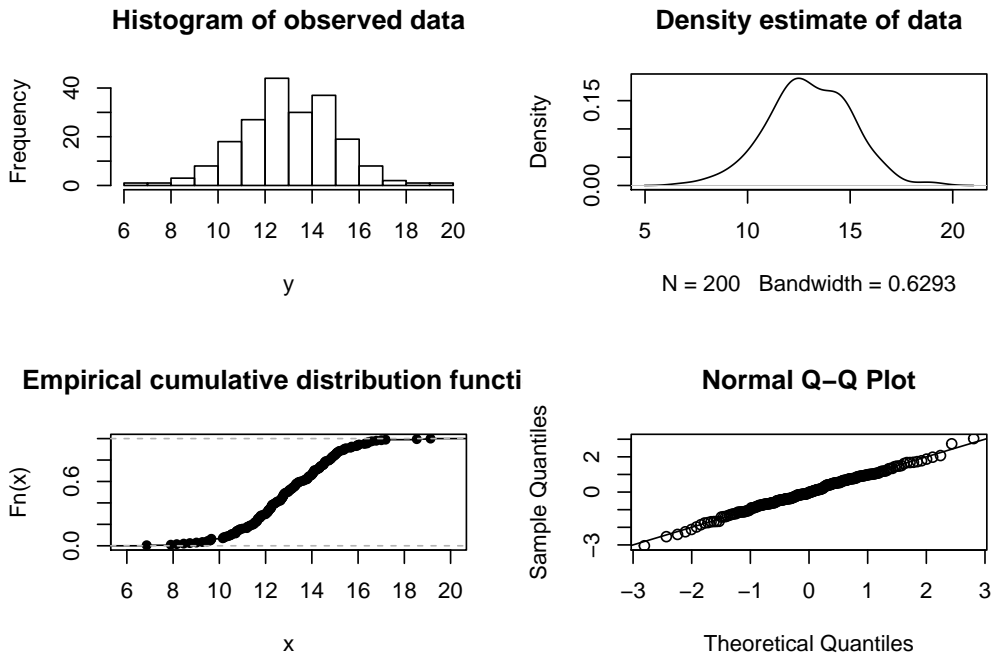 Histogram of observed data
Frequency
0 20 40
6 8 10 12 14 16 18 20
y
Density estimate of data
Density
0.00 0.15
5 10 15 20
N = 200 Bandwidth = 0.6293
Empirical cumulative distribution functi
Fn(x)
0.0 0.6
6 8 10 12 14 16 18 20
x
Normal Q−Q Plot
Sample Quantiles
−3 0 2
−3 −2 −1 0 1 2 3
Theoretical Quantiles